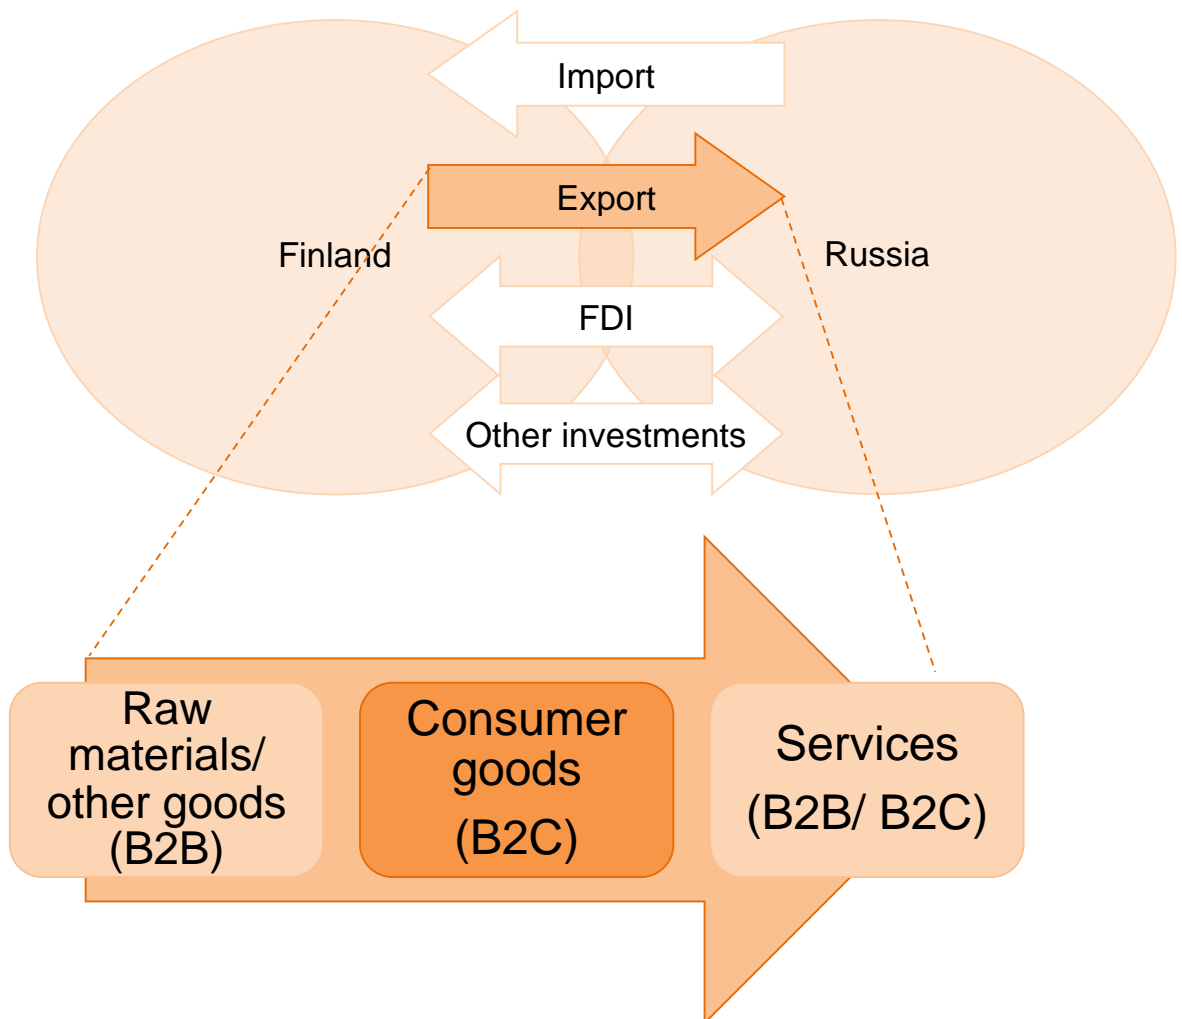 Import
Export
Finland
Russia
FDI
Other investments
Raw
materials/
other goods
(B2B)
Consumer
goods
(B2C)
Services
(B2B/ B2C)